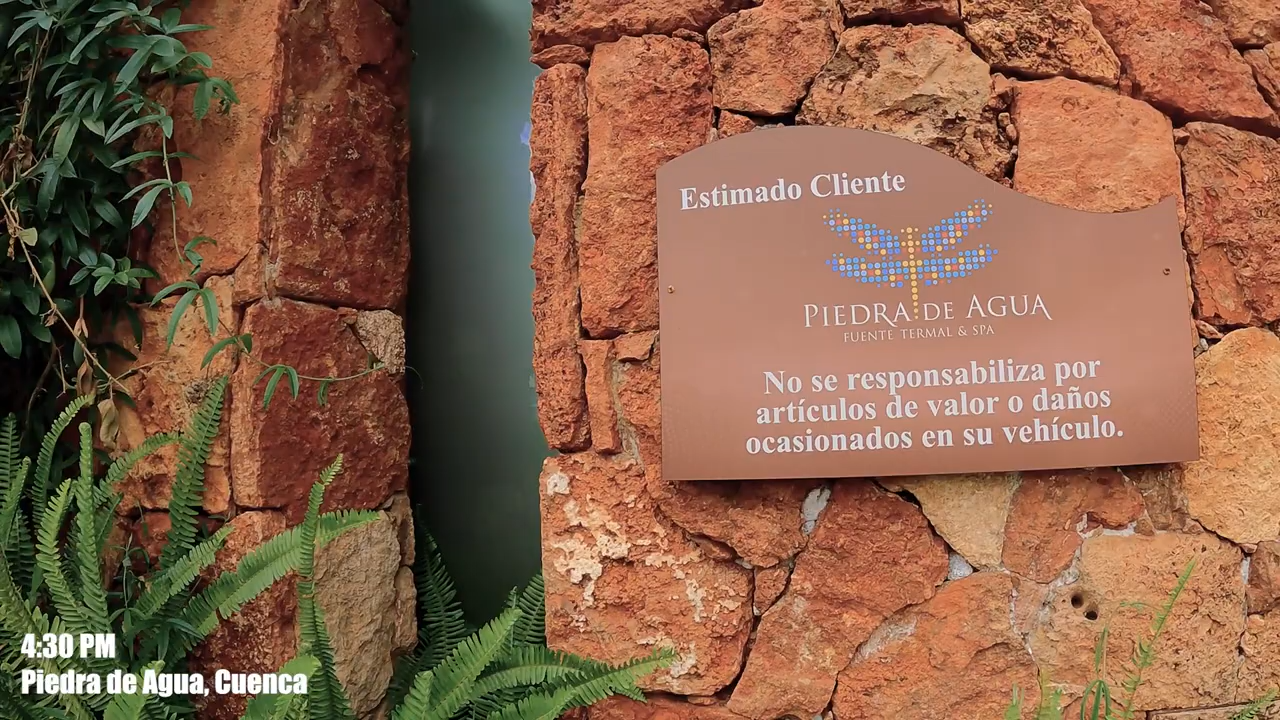 Estimado Cliente
PIEDRA DE AGUA
FUENTE TERMAL & SPA
No se responsabiliza por
artículos de valor o daños
ocasionados en su vehículo.
4:30 PM
Piedra de Agua, Cuenca